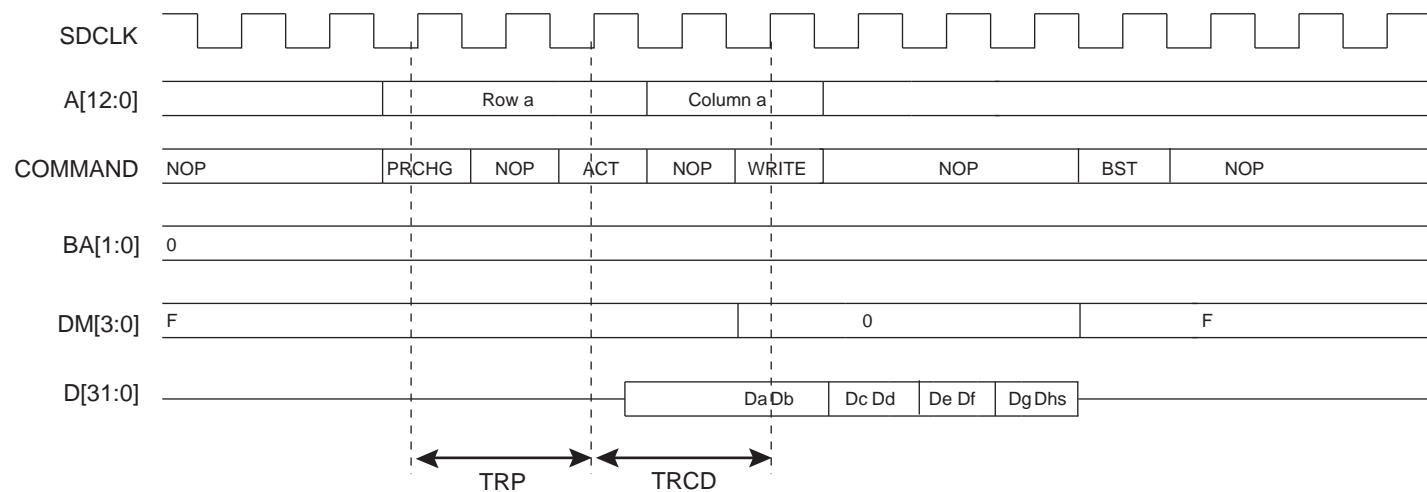 SDCLK
A[12:0] Row a Column a
COMMAND NOP PRCHG NOP ACT NOP WRITE NOP BST NOP
BA[1:0] 0
DM[3:0] F 0 F
D[31:0] Da Db Dc Dd De Df Dg Dhs
TRP TRCD